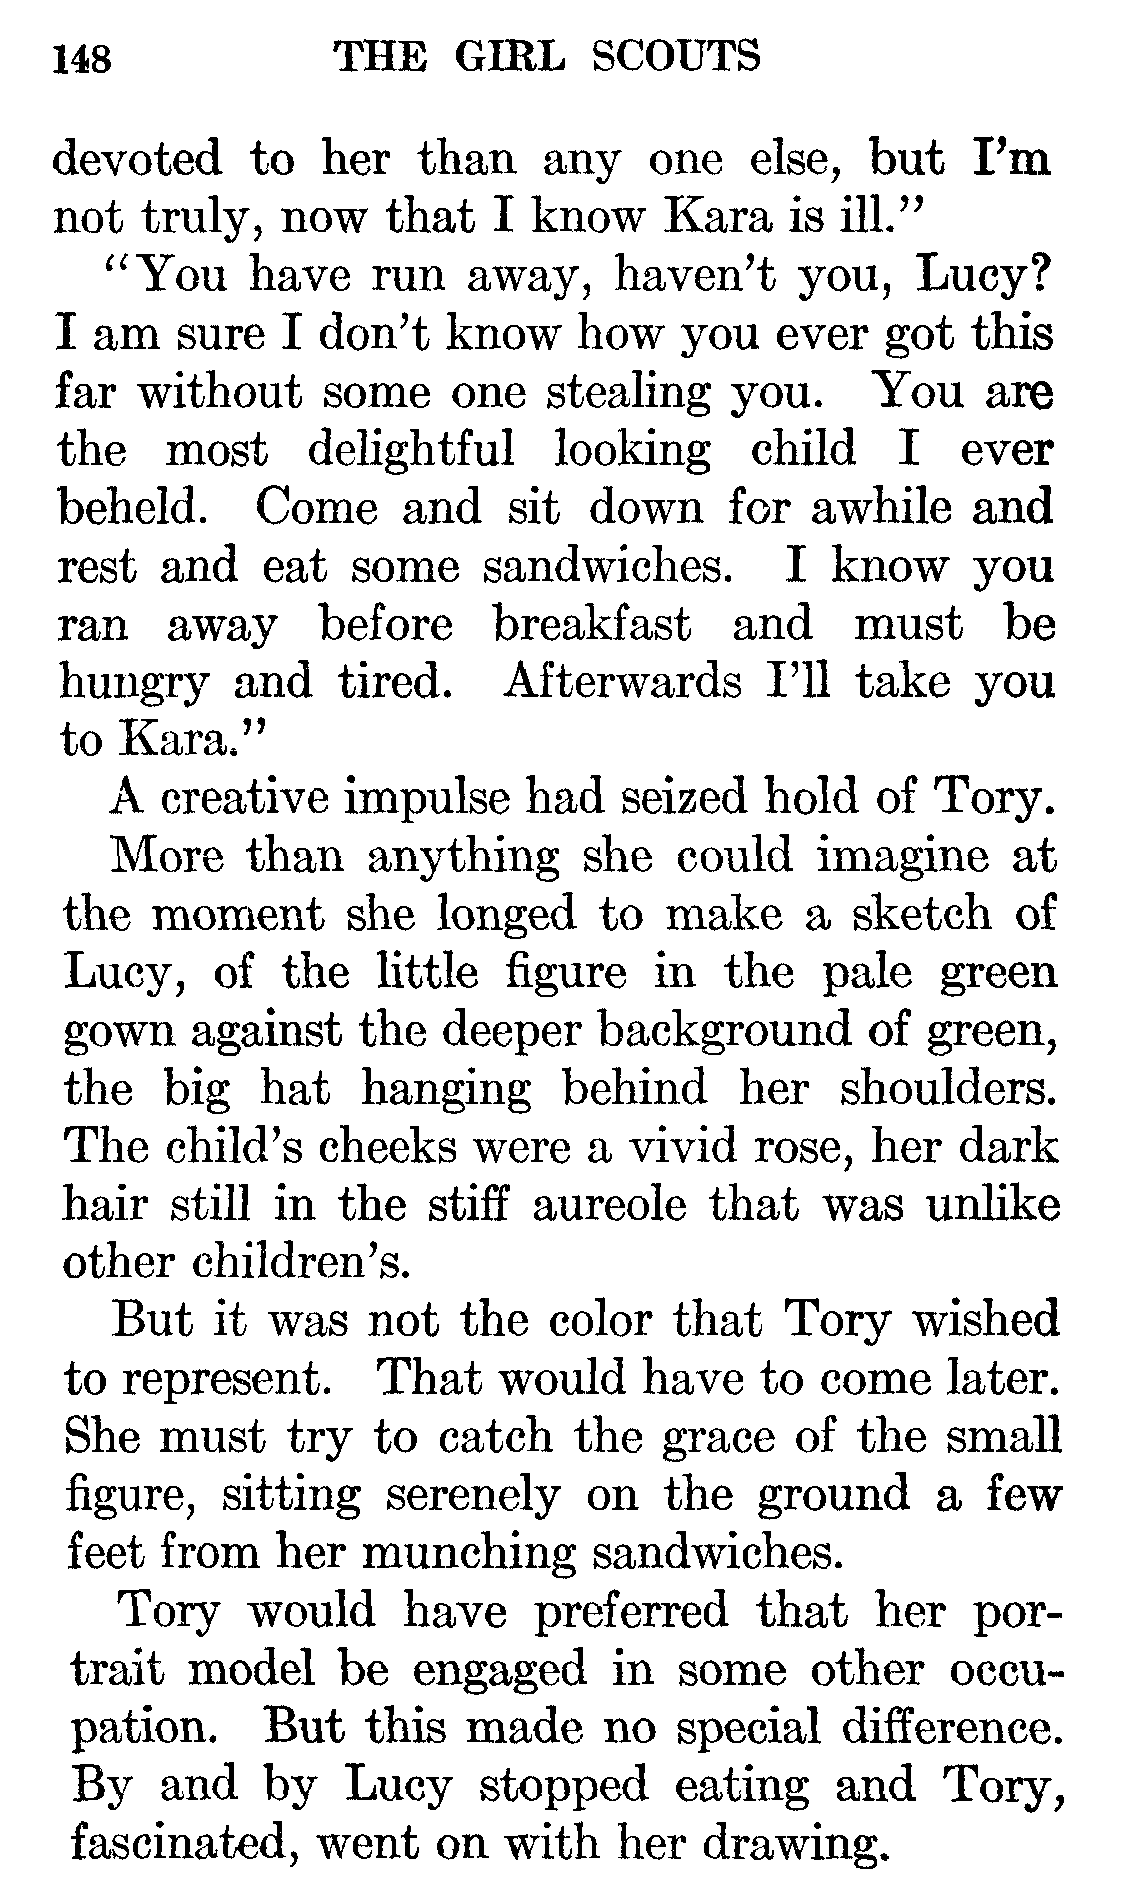 148 THE GIRL SCOUTS
devoted to her than any one else, but I'm
not truly, now that I know Kara is ill."
"You have run away, haven't you, Lucy?
I am sure I don't know how you ever got this
far without some one stealing you. You are
the most delightful looking child I ever
beheld. Come and sit down for awhile and
rest and eat some sandwiches. I know you
ran away before breakfast and must be
hungry and tired. Afterwards I'll take you
to Kara."
A creative impulse had seized hold of Tory.
More than anything she could imagine at
the moment she longed to make a sketch of
Lucy, of the little figure in the pale green
gown against the deeper background of green,
the big hat hanging behind her shoulders.
The child's cheeks were a vivid rose, her dark
hair still in the stiff aureole that was unlike
other children's.
But it was not the color that Tory wished
to represent. That would have to come later.
She must try to catch the grace of the small
figure, sitting serenely on the ground a few
feet from her munching sandwiches.
Tory would have preferred that her por-
trait model be engaged in some other occu-
pation. But this made no special difference.
By and by Lucy stopped eating and Tory,
fascinated, went on with her drawing.